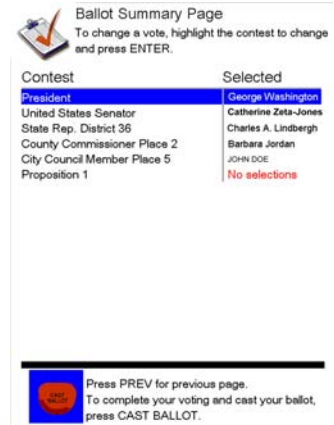 Ballot Summary Page
To change a vote, highlight the contest to change
and press ENTER.
Contest Selected
President George Washington
United States Senator Catherine Zeta-Jones
State Rep. District 36 Charles A. Lindbergh
County Commissioner Place 2 Barbara Jordan
City Council Member Place 5 JOHN DOE
Proposition 1 No selections
CAST
BALLOT
Press PREV for previous page.
To complete your voting and cast your ballot,
press CAST BALLOT.